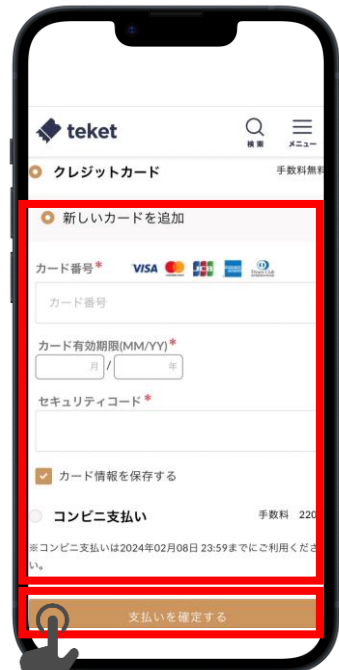 teket
検索
メニュー
クレジットカード 手数料無料
新しいカードを追加
カード番号* VISA JCB Diners Club
カード番号
カード有効期限(MM/YY)*
月 / 年
セキュリティコード*
カード情報を保存する
コンビニ支払い 手数料 220
※コンビニ支払いは2024年02月08日 23:59までにご利用くださ
い。
支払いを確定する